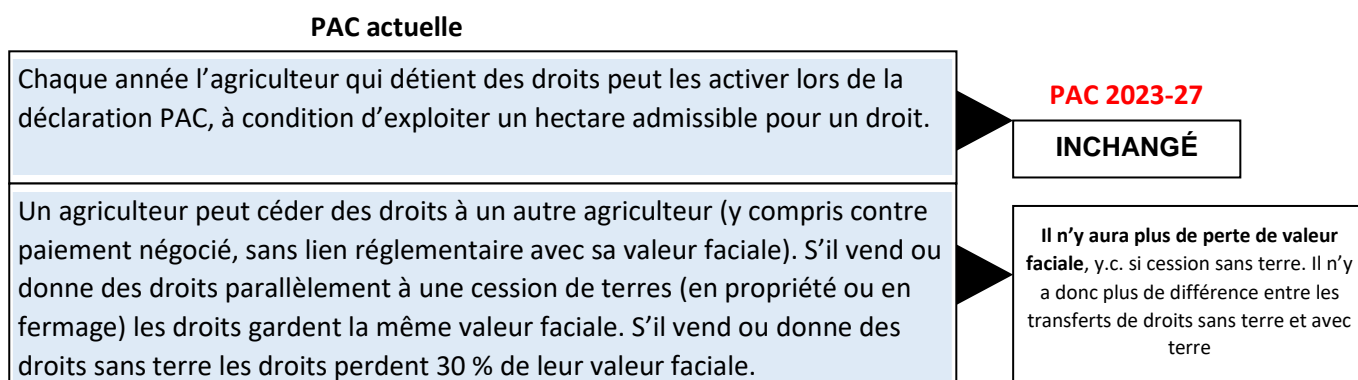 PAC actuelle
Chaque année l’agriculteur qui détient des droits peut les activer lors de la
déclaration PAC, à condition d’exploiter un hectare admissible pour un droit.
PAC 2023-27
INCHANGÉ
Un agriculteur peut céder des droits à un autre agriculteur (y compris contre
paiement négocié, sans lien réglementaire avec sa valeur faciale). S’il vend ou
donne des droits parallèlement à une cession de terres (en propriété ou en
fermage) les droits gardent la même valeur faciale. S’il vend ou donne des
droits sans terre les droits perdent 30 % de leur valeur faciale.
Il n’y aura plus de perte de valeur
faciale, y.c. si cession sans terre. Il n’y
a donc plus de différence entre les
transferts de droits sans terre et avec
terre